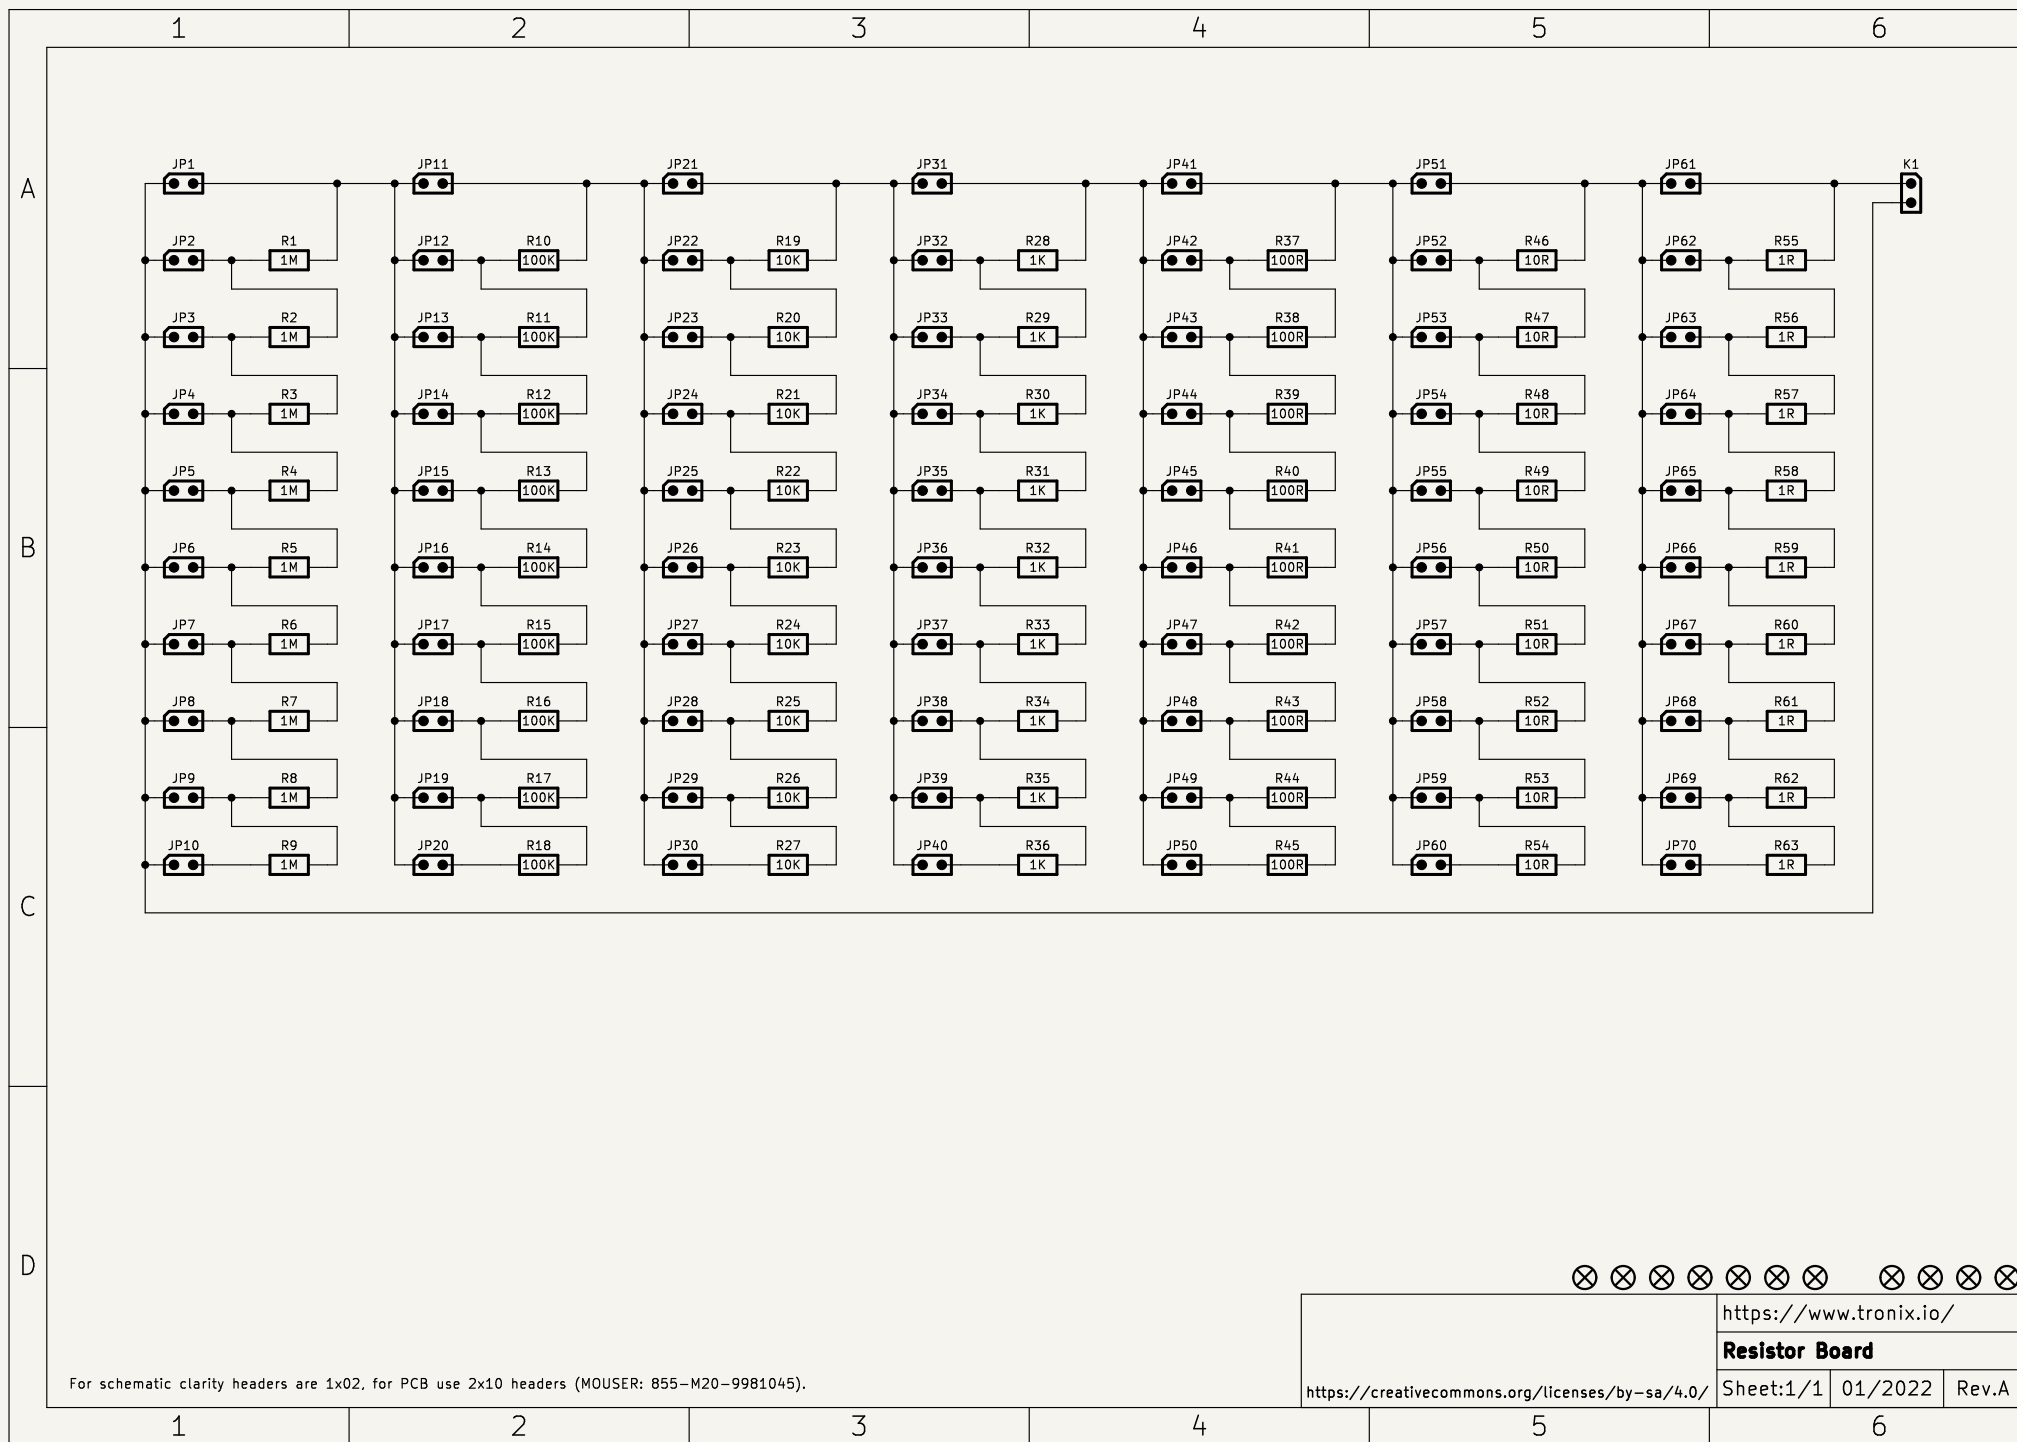 1 2 3 4 5 6
A
JP1 JP11 JP21 JP31 JP41 JP51 JP61 K1
JP2 R1 JP12 R10 JP22 R19 JP32 R28 JP42 R37 JP52 R46 JP62 R55
1M 100K 10K 1K 100R 10R 1R
JP3 R2 JP13 R11 JP23 R20 JP33 R29 JP43 R38 JP53 R47 JP63 R56
1M 100K 10K 1K 100R 10R 1R
JP4 R3 JP14 R12 JP24 R21 JP34 R30 JP44 R39 JP54 R48 JP64 R57
1M 100K 10K 1K 100R 10R 1R
JP5 R4 JP15 R13 JP25 R22 JP35 R31 JP45 R40 JP55 R49 JP65 R58
1M 100K 10K 1K 100R 10R 1R
B
JP6 R5 JP16 R14 JP26 R23 JP36 R32 JP46 R41 JP56 R50 JP66 R59
1M 100K 10K 1K 100R 10R 1R
JP7 R6 JP17 R15 JP27 R24 JP37 R33 JP47 R42 JP57 R51 JP67 R60
1M 100K 10K 1K 100R 10R 1R
JP8 R7 JP18 R16 JP28 R25 JP38 R34 JP48 R43 JP58 R52 JP68 R61
1M 100K 10K 1K 100R 10R 1R
JP9 R8 JP19 R17 JP29 R26 JP39 R35 JP49 R44 JP59 R53 JP69 R62
1M 100K 10K 1K 100R 10R 1R
JP10 R9 JP20 R18 JP30 R27 JP40 R36 JP50 R45 JP60 R54 JP70 R63
1M 100K 10K 1K 100R 10R 1R
C
D
https://www.tronix.io/
Resistor Board
For schematic clarity headers are 1x02, for PCB use 2x10 headers (MOUSER: 855-M20-9981045).
https://creativecommons.org/licenses/by-sa/4.0/
Sheet:1/1 01/2022 Rev.A
1 2 3 4 5 6